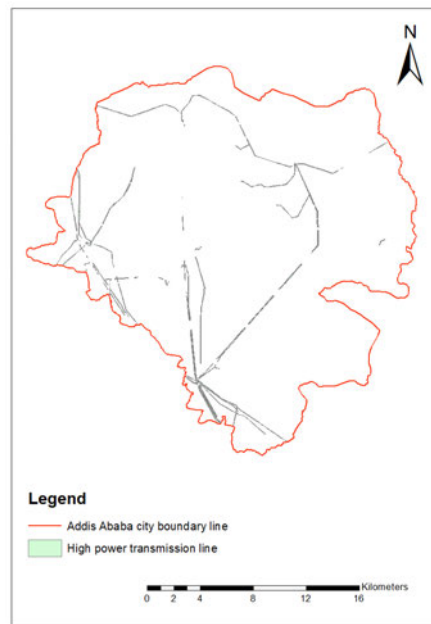 N
Legend
Addis Ababa city boundary line
High power transmission line
Kilometers
0 2 4 8 12 16